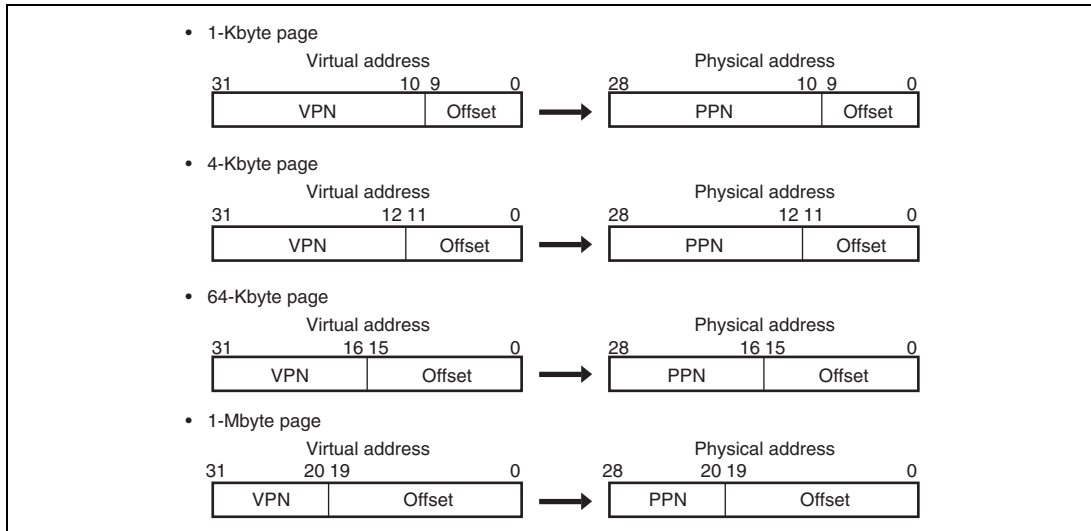 • 1-Kbyte page
Virtual address Physical address
31 10 9 0 28 10 9 0
VPN Offset PPN Offset
• 4-Kbyte page
Virtual address Physical address
31 12 11 0 28 12 11 0
VPN Offset PPN Offset
• 64-Kbyte page
Virtual address Physical address
31 16 15 0 28 16 15 0
VPN Offset PPN Offset
• 1-Mbyte page
Virtual address Physical address
31 20 19 0 28 20 19 0
VPN Offset PPN Offset